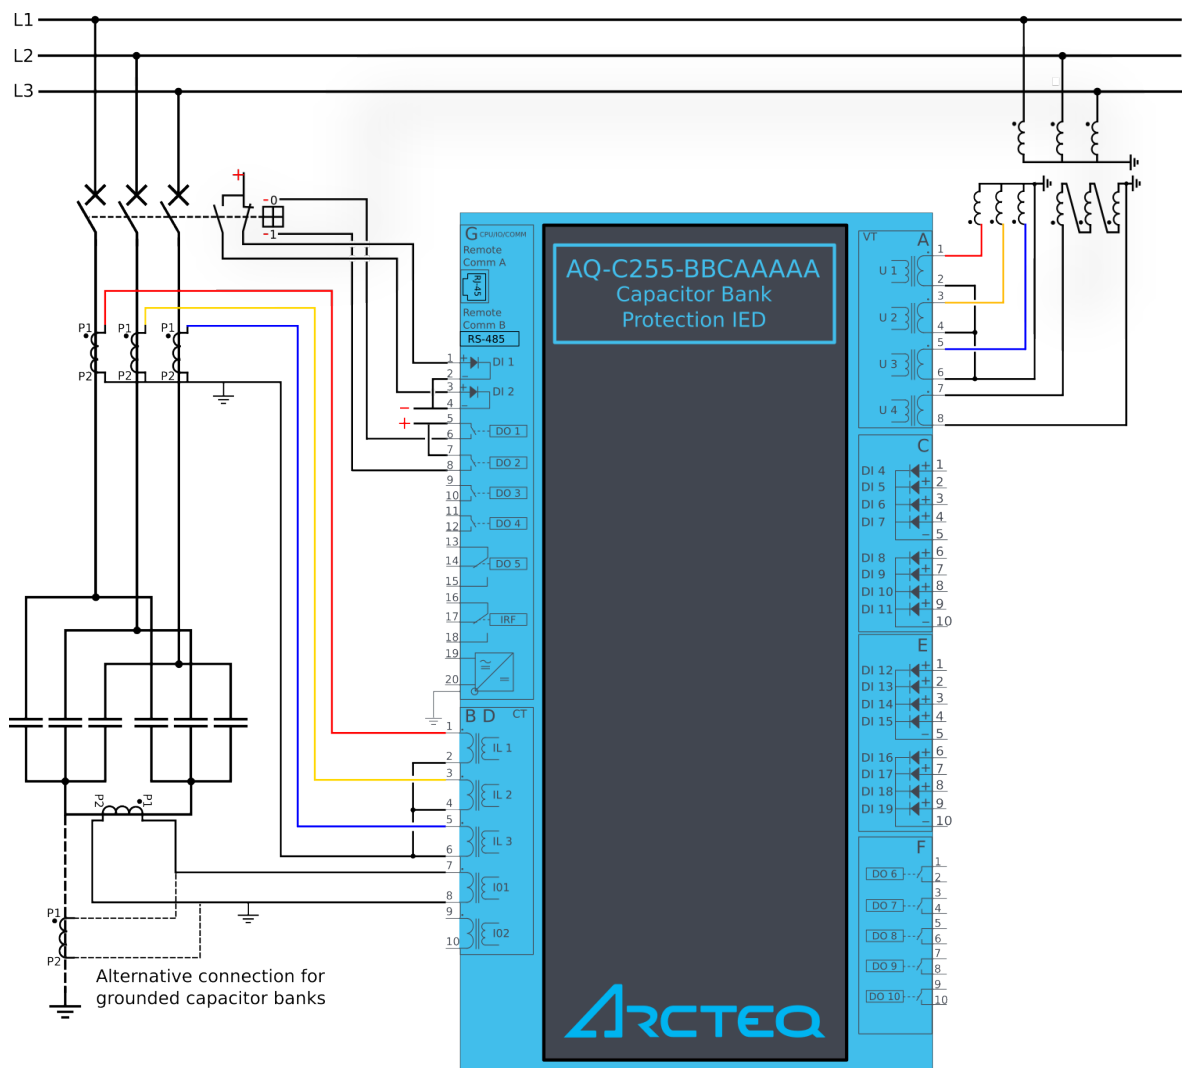 L1
L2
L3
+
-0
-1
P1
P1
P1
P2
P2
P2
G CPU/IO/COMM
Remote
Comm A
RJ-45
Remote
Comm B
RS-485
1 + DI 1
2 -
3 + DI 2
4 -
-
+
5
6 DO 1
7
8 DO 2
9
10 DO 3
11
12 DO 4
13
14 DO 5
15
16
17 IRF
18
19
20
B D CT
1
IL 1
2
3
IL 2
4
5
IL 3
6
7
I01
8
9
I02
10
P2 P1
P1
P2
Alternative connection for
grounded capacitor banks
AQ-C255-BBCAAAAA
Capacitor Bank
Protection IED
ARCTEQ
VT A
1
U 1
2
3
U 2
4
5
U 3
6
7
U 4
8
C
DI 4 + 1
DI 5 + 2
DI 6 + 3
DI 7 + 4
- 5
DI 8 + 6
DI 9 + 7
DI 10 + 8
DI 11 + 9
- 10
E
DI 12 + 1
DI 13 + 2
DI 14 + 3
DI 15 + 4
- 5
DI 16 + 6
DI 17 + 7
DI 18 + 8
DI 19 + 9
- 10
F
1
DO 6 2
3
DO 7 4
5
DO 8 6
7
DO 9 8
9
DO 10 10